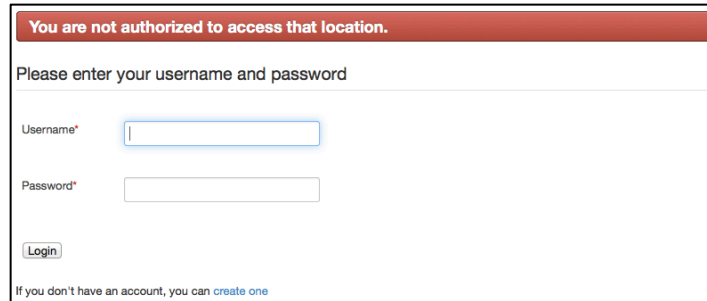 You are not authorized to access that location.
Please enter your username and password
Username*
Password*
Login
If you don't have an account, you can create one